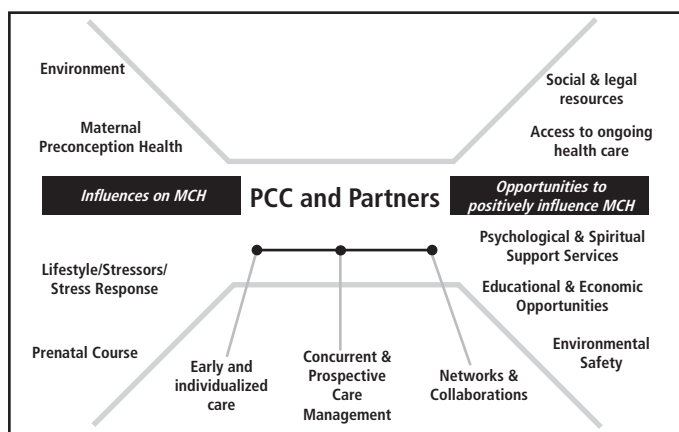 Environment
Maternal
Preconception Health
Social & legal
resources
Access to ongoing
health care
Influences on MCH
PCC and Partners
Opportunities to
positively influence MCH
Lifestyle/Stressors/
Stress Response
Prenatal Course
Psychological & Spiritual
Support Services
Educational & Economic
Opportunities
Environmental
Safety
Early and
individualized
care
Concurrent &
Prospective
Care
Management
Networks &
Collaborations